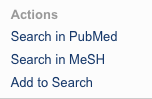 Actions
Search in PubMed
Search in MeSH
Add to Search